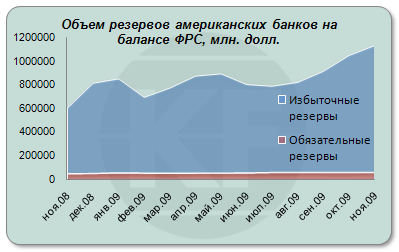 Объем резервов американских банков на
балансе ФРС, млн. долл.
1200000
1000000
800000
600000
400000
200000
0
Избыточные
резервы
Обязательные
резервы
ноя.08
дек.08
янв.09
фев.09
мар.09
апр.09
май.09
июн.09
июл.09
авг.09
сен.09
окт.09
ноя.09
KF